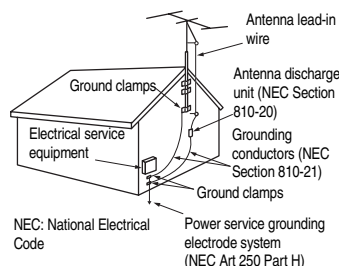 Antenna lead-in
wire
Ground clamps
Antenna discharge
unit (NEC Section
810-20)
Electrical service
equipment
Grounding
conductors (NEC
Section 810-21)
Ground clamps
NEC: National Electrical
Code
Power service grounding
electrode system
(NEC Art 250 Part H)